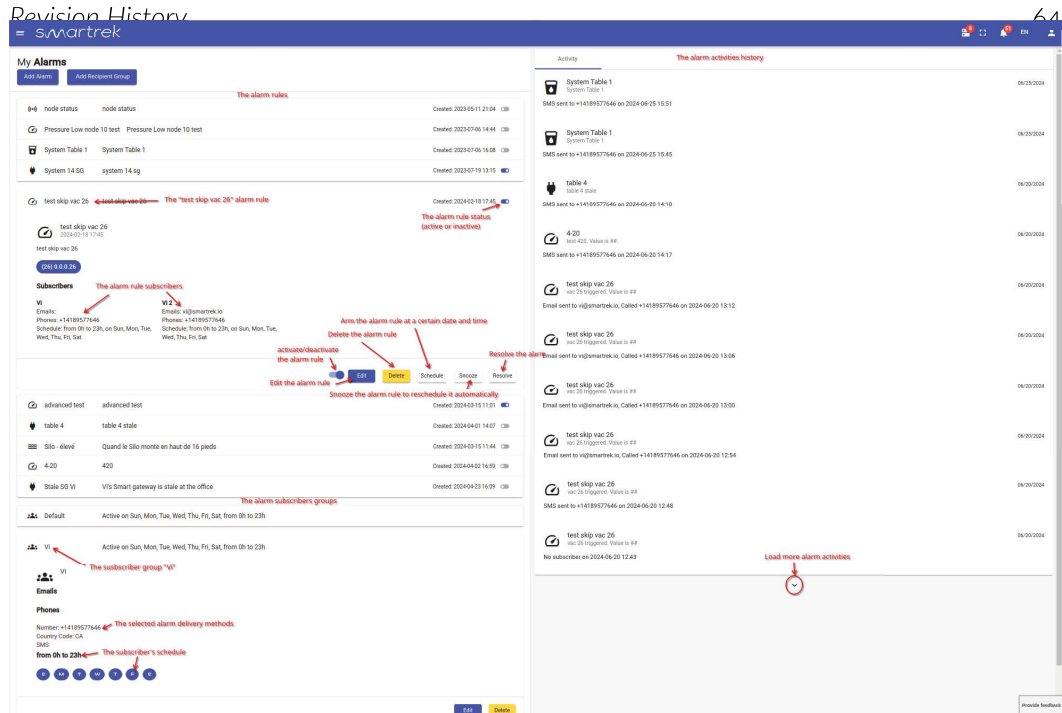 Revision History 64
smartrek
51
EN
My Alarms
Add Alarm Add Recipient Group
The alarm rules
node status node status Created: 2023-05-11 21:04
Pressure Low node 10 test Pressure Low node 10 test Created: 2023-07-06 14:44
System Table 1 System Table 1 Created: 2023-07-06 16:08
System 14 SG system 14 sg Created: 2023-07-19 13:15
test skip vac 26 test skip vac 26 The "test skip vac 26" alarm rule Created: 2024-02-18 17:45
The alarm rule status
(active or inactive)
test skip vac 26
2024-02-18 17:45
test skip vac 26
(26) 0.0.0.26
Subscribers The alarm rule subscribers
Vi
Emails:
Phones: +14189577646
Schedule: from 0h to 23h, on Sun, Mon, Tue,
Wed, Thu, Fri, Sat
Vi 2
Emails: vi@smartrek.io
Phones: +14189577646
Schedule: from 0h to 23h, on Sun, Mon, Tue,
Wed, Thu, Fri, Sat
Arm the alarm rule at a certain date and time
Delete the alarm rule
activate/deactivate
the alarm rule
Resolve the alarm
Edit Delete Schedule Snooze Resolve
Edit the alarm rule
Snooze the alarm rule to reschedule it automatically
advanced test advanced test Created: 2024-03-15 11:01
table 4 table 4 stale Created: 2024-04-01 14:07
Silo - élevé Quand le Silo monte en haut de 16 pieds Created: 2024-03-15 11:44
4-20 420 Created: 2024-04-02 16:59
Stale SG Vi Vi's Smart gateway is stale at the office Created: 2024-04-23 16:09
The alarm subscribers groups
Default Active on Sun, Mon, Tue, Wed, Thu, Fri, Sat, from 0h to 23h
Vi Active on Sun, Mon, Tue, Wed, Thu, Fri, Sat, from 0h to 23h
The susbscriber group "Vi"
Vi
Emails
Phones
Number: +14189577646 The selected alarm delivery methods
Country Code: CA
SMS
from 0h to 23h The subscriber's schedule
S M T W T F S
Edit Delete
Activity The alarm activities history
System Table 1 06/25/2024
System Table 1
SMS sent to +14189577646 on 2024-06-25 15:51
System Table 1 06/25/2024
System Table 1
SMS sent to +14189577646 on 2024-06-25 15:45
table 4 06/20/2024
table 4 stale
SMS sent to +14189577646 on 2024-06-20 14:18
4-20 06/20/2024
test 420. Value is ##
SMS sent to +14189577646 on 2024-06-20 14:17
test skip vac 26 06/20/2024
vac 26 triggered. Value is ##
Email sent to vi@smartrek.io, Called +14189577646 on 2024-06-20 13:12
test skip vac 26 06/20/2024
vac 26 triggered. Value is ##
Email sent to vi@smartrek.io, Called +14189577646 on 2024-06-20 13:06
test skip vac 26 06/20/2024
vac 26 triggered. Value is ##
Email sent to vi@smartrek.io, Called +14189577646 on 2024-06-20 13:00
test skip vac 26 06/20/2024
vac 26 triggered. Value is ##
Email sent to vi@smartrek.io, Called +14189577646 on 2024-06-20 12:54
test skip vac 26 06/20/2024
vac 26 triggered. Value is ##
SMS sent to +14189577646 on 2024-06-20 12:48
test skip vac 26 06/20/2024
vac 26 triggered. Value is ##
No subscriber on 2024-06-20 12:43
Load more alarm activities
Provide feedback